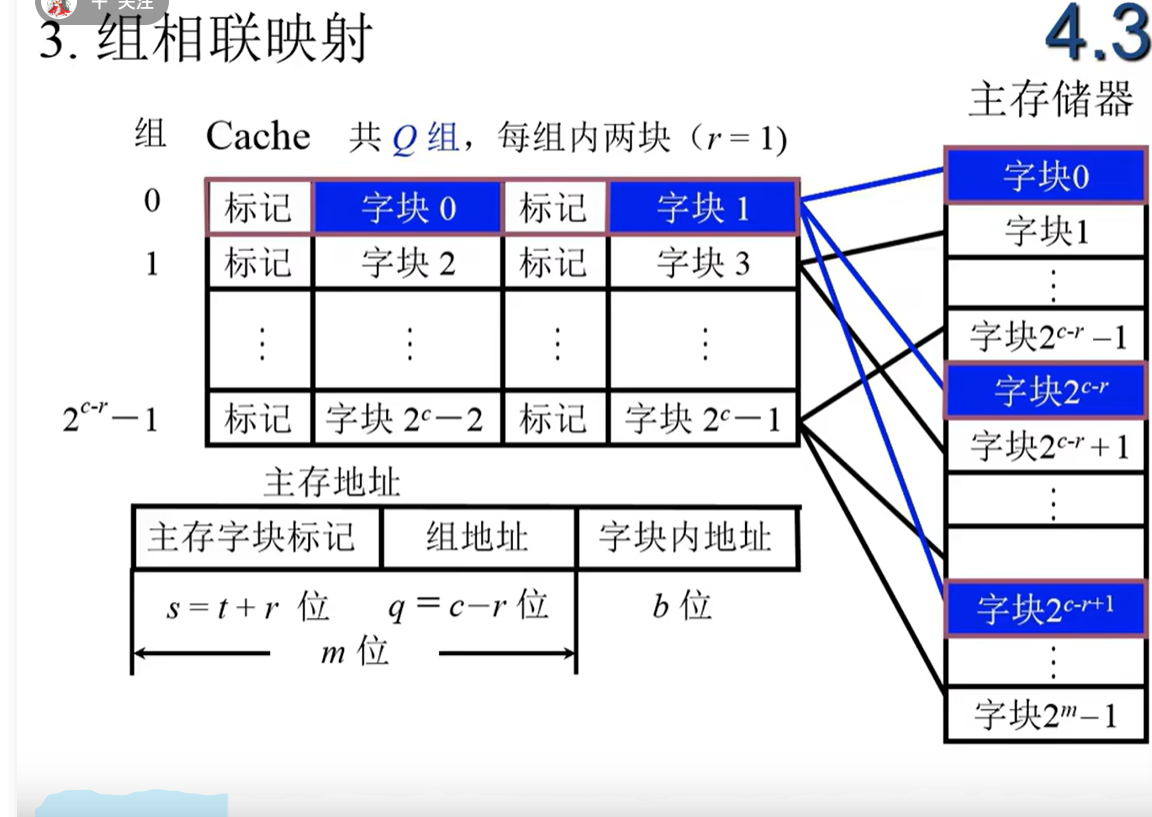 十 关注
3. 组相联映射
4.3
主存储器
组 Cache 共 Q 组，每组内两块（r = 1)
0 标记 字块 0 标记 字块 1
1 标记 字块 2 标记 字块 3
⋮ ⋮ ⋮ ⋮
2^{c-r}－1 标记 字块 2^c－2 标记 字块 2^c－1
字块0
字块1
⋮
字块2^{c-r} –1
字块2^{c-r}
字块2^{c-r} + 1
⋮
字块2^{c-r+1}
⋮
字块2^m–1
主存地址
主存字块标记 组地址 字块内地址
s = t + r 位 q = c–r 位 b 位
m 位